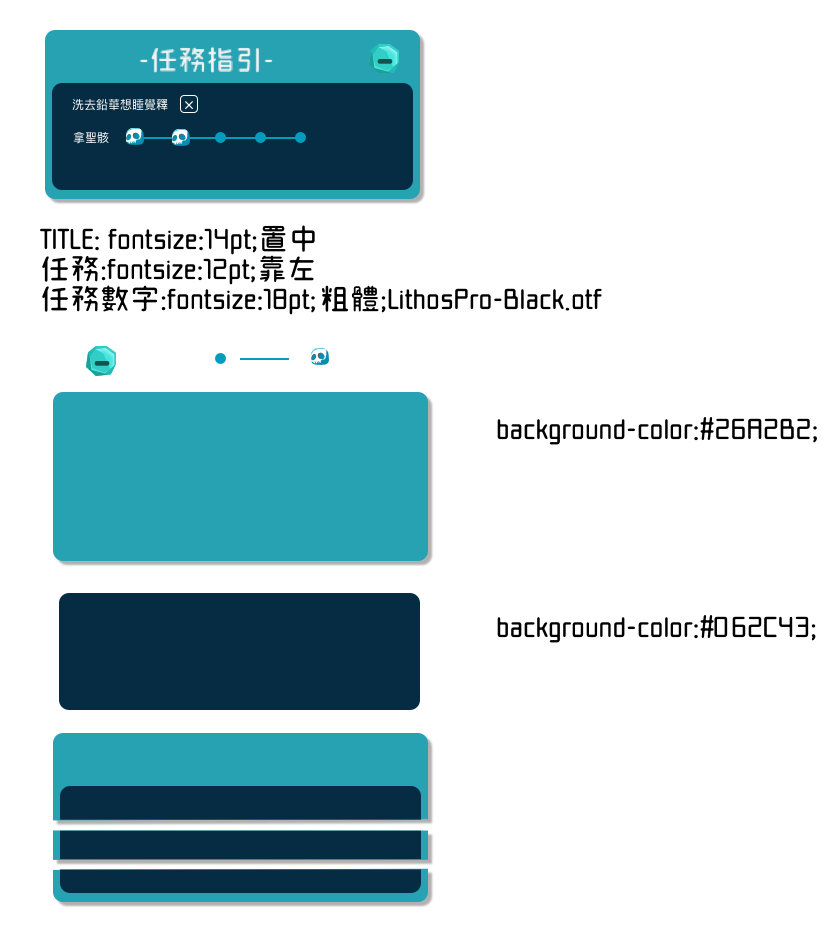 -任務指引-
洗去鉛華想睡覺釋
拿聖骸
TITLE: fontsize:14pt;置中
任務:fontsize:12pt;靠左
任務數字:fontsize:18pt;粗體;LithosPro-Black.otf
background-color:#26A2B2;
background-color:#062C43;